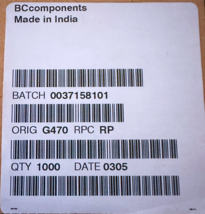 BCcomponents
Made in India
BATCH 0037158101
ORIG G470 RPC RP
QTY 1000 DATE 0305